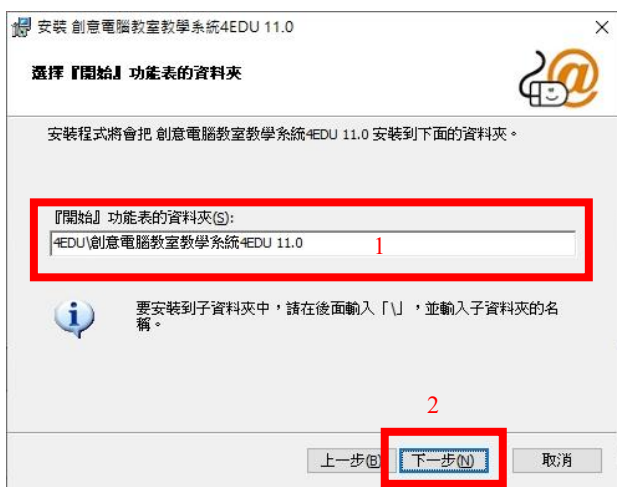 安裝 創意電腦教室教學系統4EDU 11.0
選擇『開始』功能表的資料夾
安裝程式將會把 創意電腦教室教學系統4EDU 11.0 安裝到下面的資料夾。
『開始』功能表的資料夾(S):
4EDU\創意電腦教室教學系統4EDU 11.0
1
要安裝到子資料夾中，請在後面輸入「\」，並輸入子資料夾的名
稱。
2
上一步(B) 下一步(N) 取消